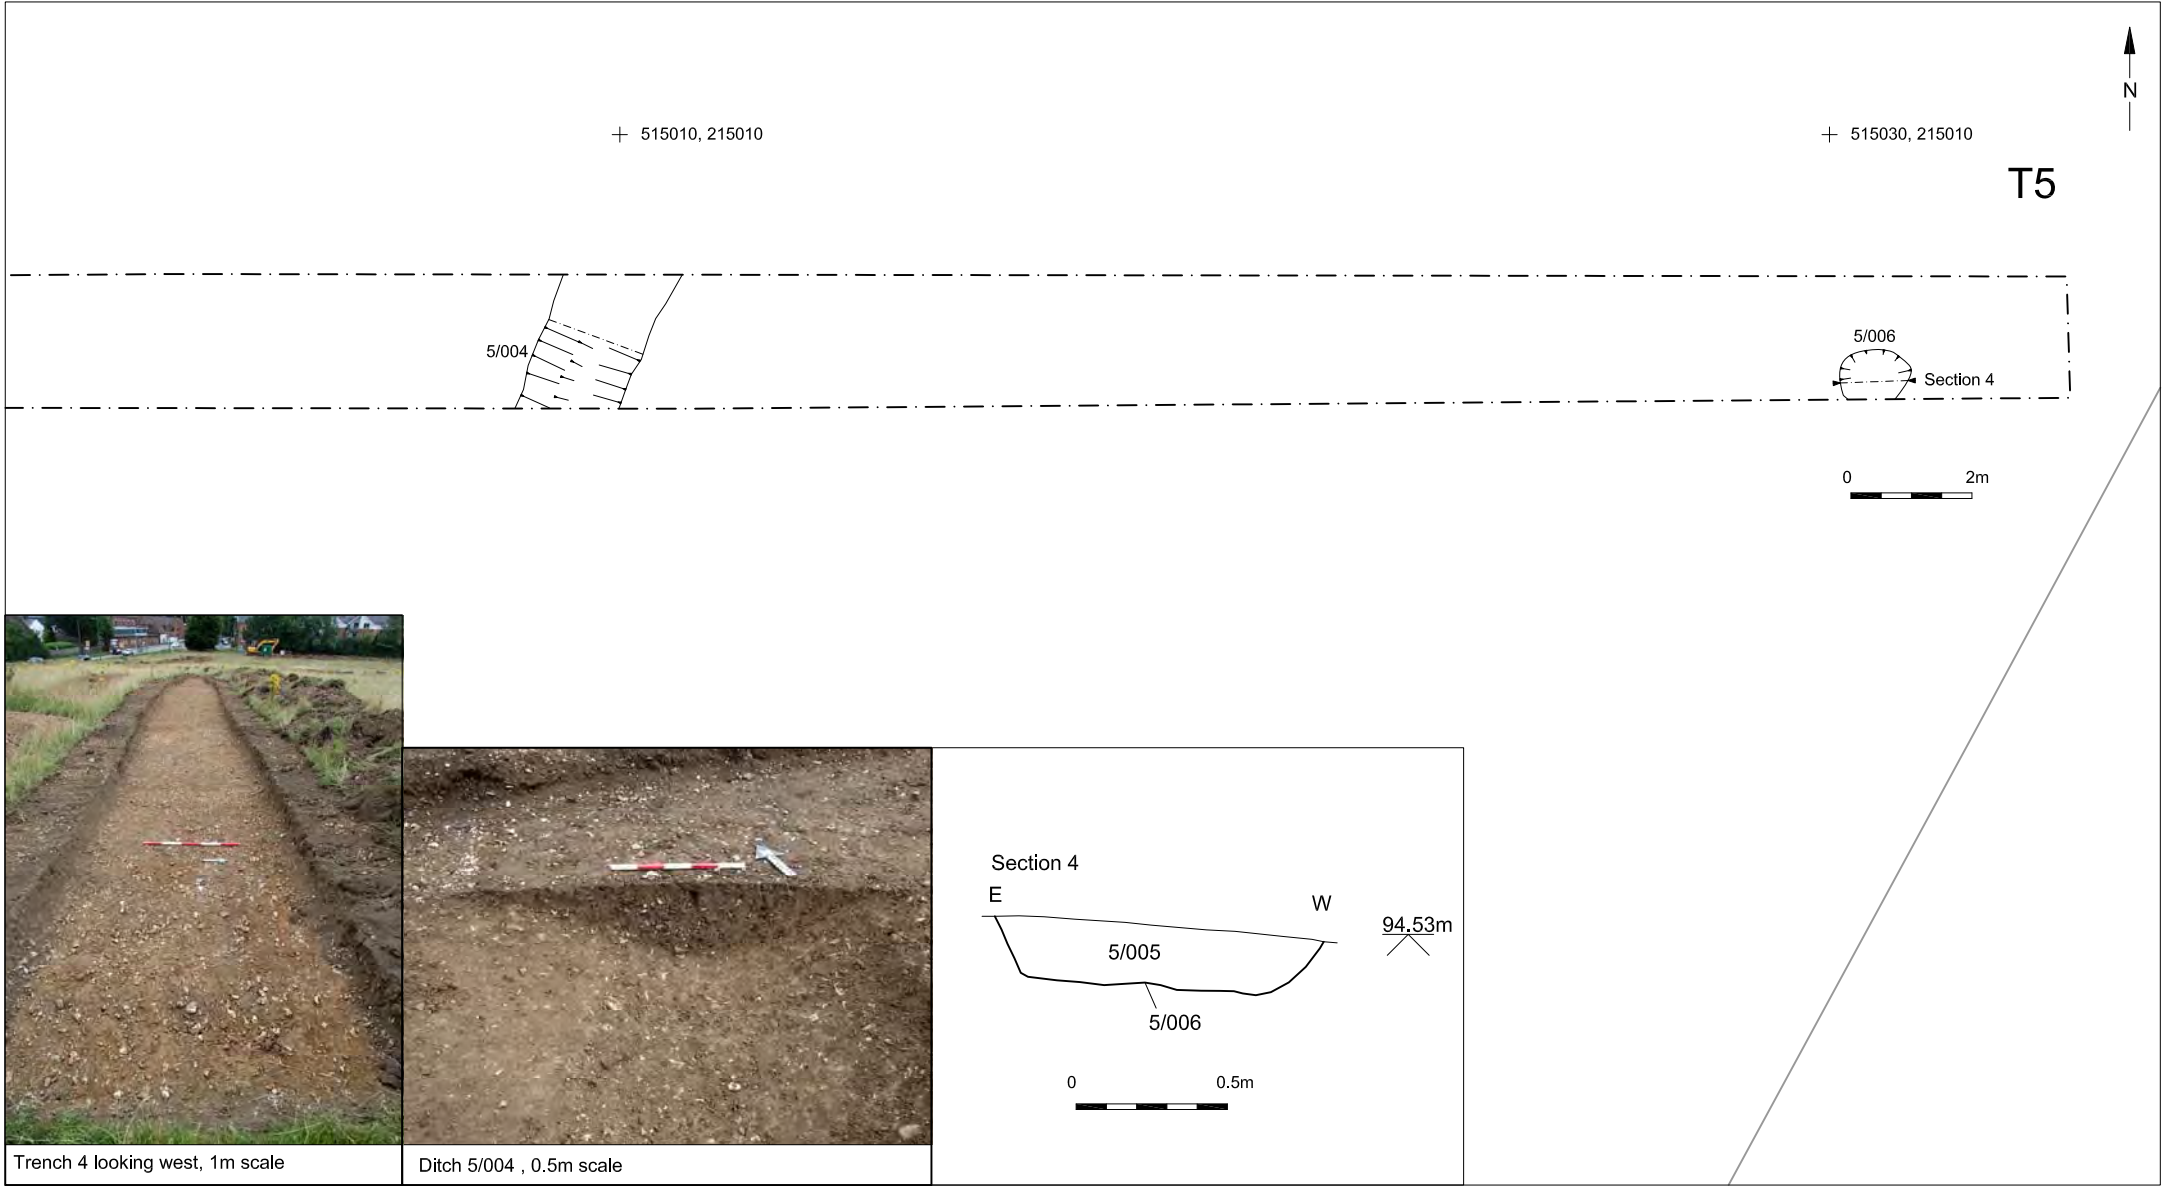 N
515010, 215010
515030, 215010
T5
5/004
5/006
Section 4
0 2m
Section 4
E
W
94.53m
5/005
5/006
0 0.5m
Trench 4 looking west, 1m scale
Ditch 5/004 , 0.5m scale